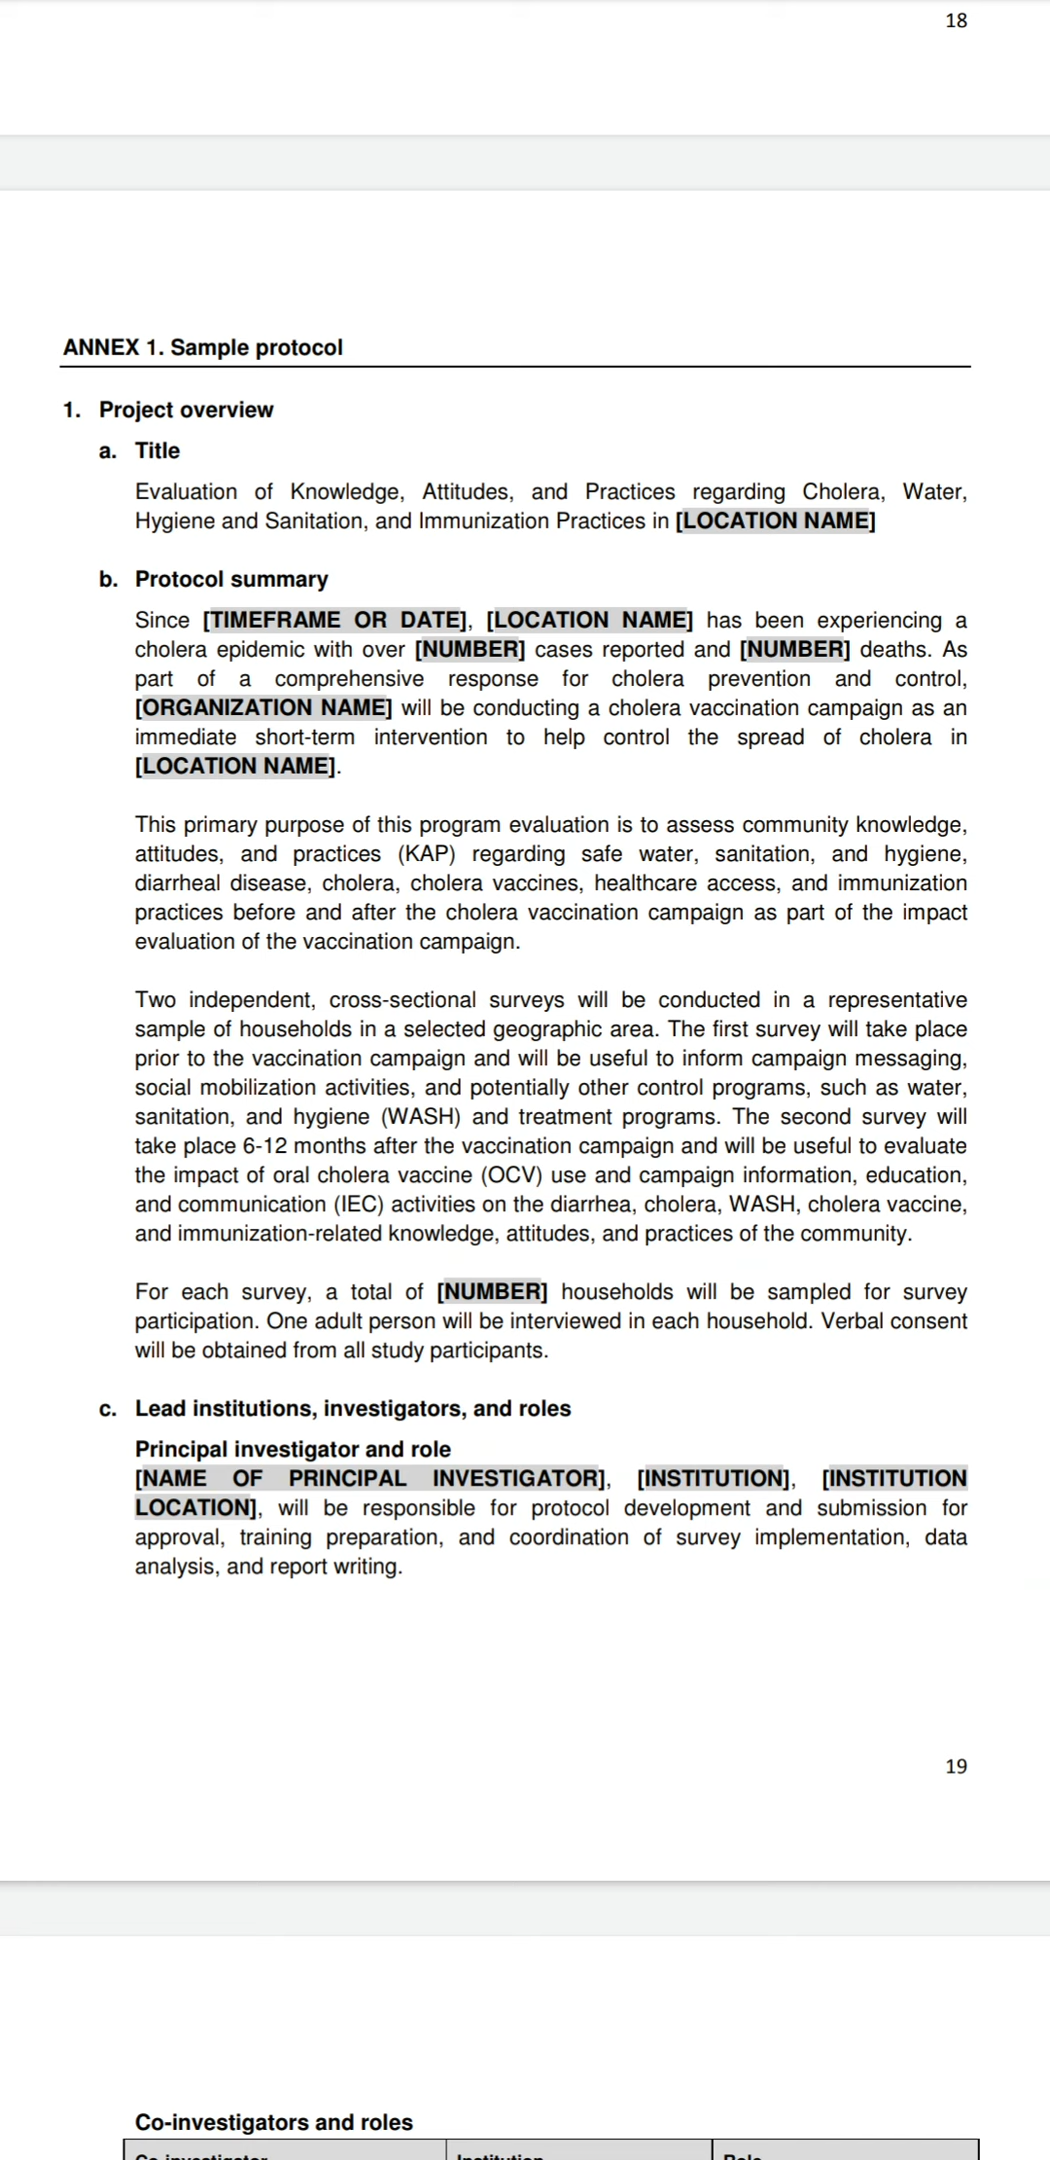 18
ANNEX 1. Sample protocol
1. Project overview
a. Title
Evaluation of Knowledge, Attitudes, and Practices regarding Cholera, Water,
Hygiene and Sanitation, and Immunization Practices in [LOCATION NAME]
b. Protocol summary
Since [TIMEFRAME OR DATE], [LOCATION NAME] has been experiencing a
cholera epidemic with over [NUMBER] cases reported and [NUMBER] deaths. As
part of a comprehensive response for cholera prevention and control,
[ORGANIZATION NAME] will be conducting a cholera vaccination campaign as an
immediate short-term intervention to help control the spread of cholera in
[LOCATION NAME].
This primary purpose of this program evaluation is to assess community knowledge,
attitudes, and practices (KAP) regarding safe water, sanitation, and hygiene,
diarrheal disease, cholera, cholera vaccines, healthcare access, and immunization
practices before and after the cholera vaccination campaign as part of the impact
evaluation of the vaccination campaign.
Two independent, cross-sectional surveys will be conducted in a representative
sample of households in a selected geographic area. The first survey will take place
prior to the vaccination campaign and will be useful to inform campaign messaging,
social mobilization activities, and potentially other control programs, such as water,
sanitation, and hygiene (WASH) and treatment programs. The second survey will
take place 6-12 months after the vaccination campaign and will be useful to evaluate
the impact of oral cholera vaccine (OCV) use and campaign information, education,
and communication (IEC) activities on the diarrhea, cholera, WASH, cholera vaccine,
and immunization-related knowledge, attitudes, and practices of the community.
For each survey, a total of [NUMBER] households will be sampled for survey
participation. One adult person will be interviewed in each household. Verbal consent
will be obtained from all study participants.
c. Lead institutions, investigators, and roles
Principal investigator and role
[NAME OF PRINCIPAL INVESTIGATOR], [INSTITUTION], [INSTITUTION
LOCATION], will be responsible for protocol development and submission for
approval, training preparation, and coordination of survey implementation, data
analysis, and report writing.
19
Co-investigators and roles
Co-investigator Institution Role